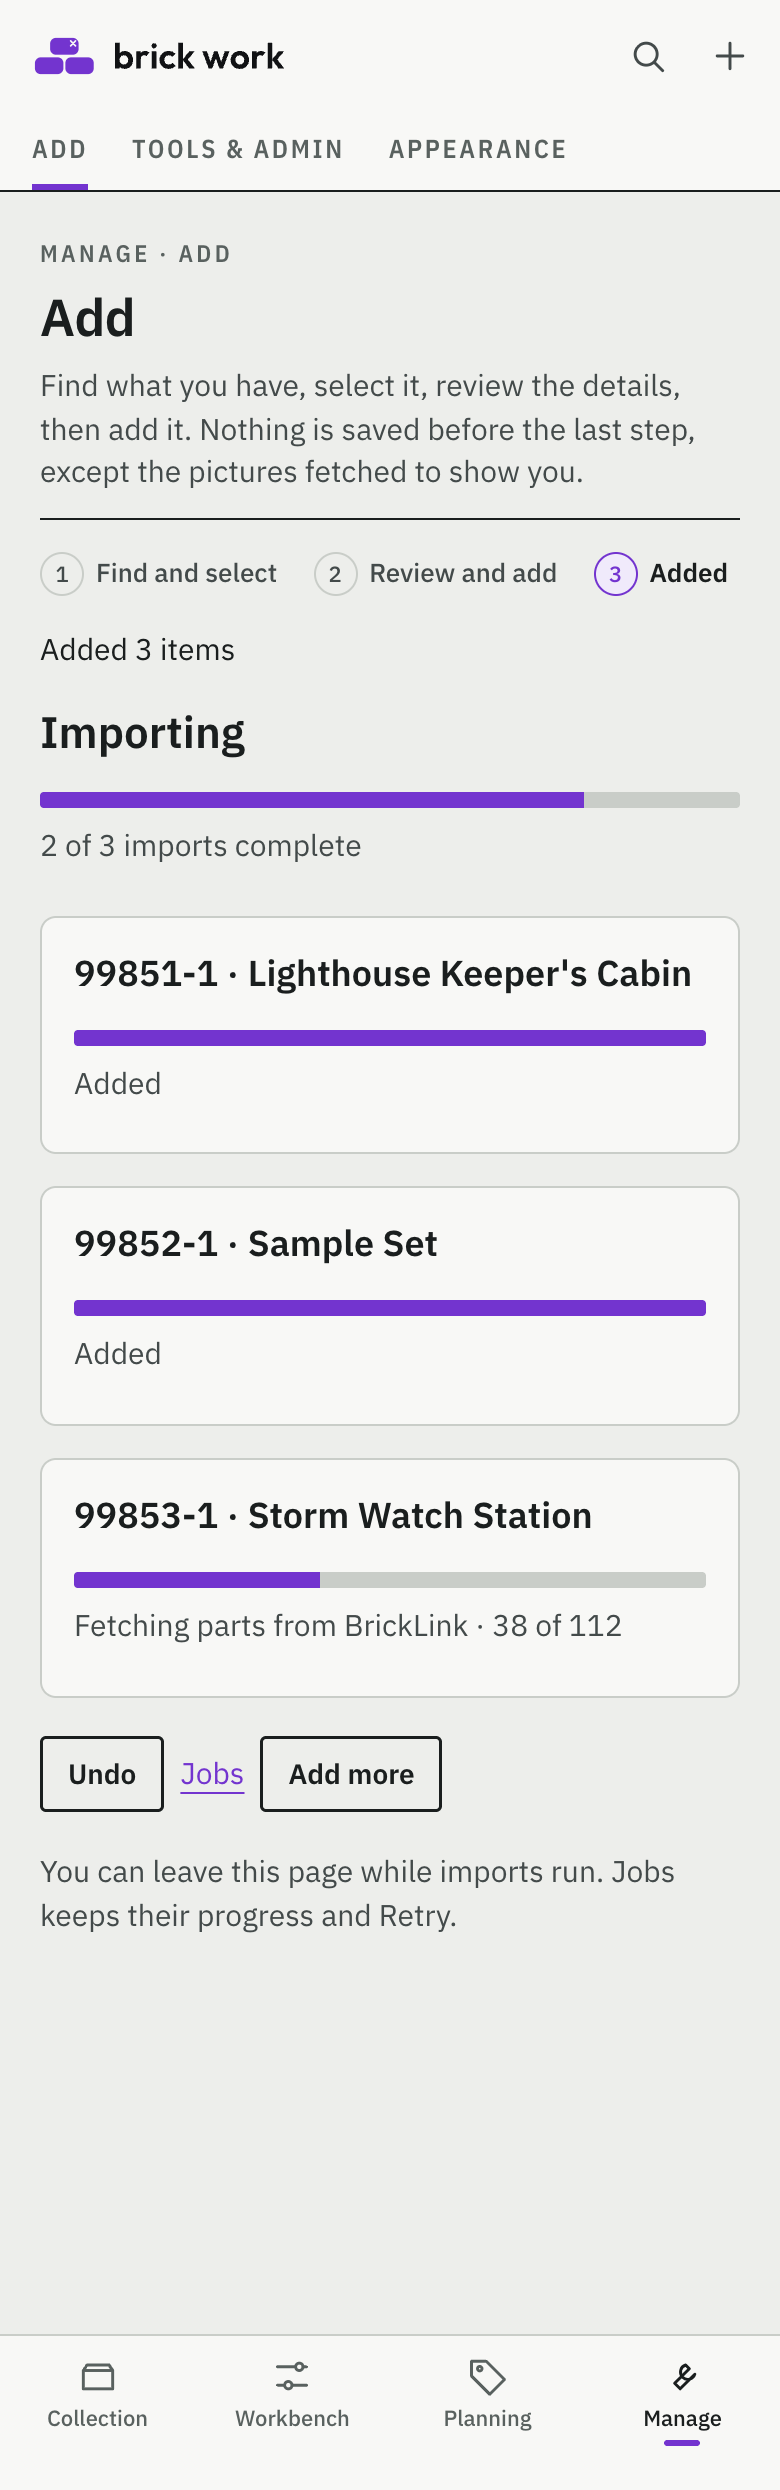 brick work
ADD TOOLS & ADMIN APPEARANCE
MANAGE · ADD
Add
Find what you have, select it, review the details,
then add it. Nothing is saved before the last step,
except the pictures fetched to show you.
1 Find and select 2 Review and add 3 Added
Added 3 items
Importing
2 of 3 imports complete
99851-1 · Lighthouse Keeper's Cabin
Added
99852-1 · Sample Set
Added
99853-1 · Storm Watch Station
Fetching parts from BrickLink · 38 of 112
Undo Jobs Add more
You can leave this page while imports run. Jobs
keeps their progress and Retry.
Collection Workbench Planning Manage